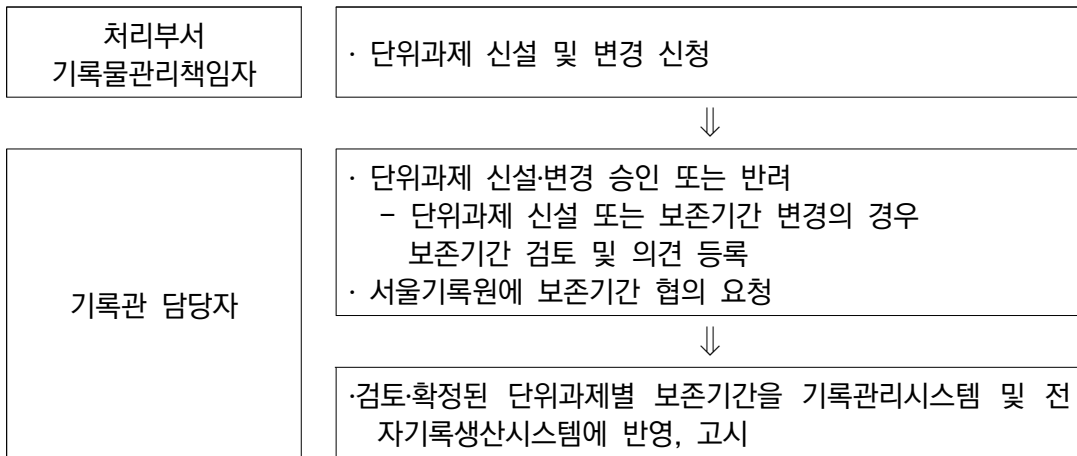 처리부서
기록물관리책임자
· 단위과제 신설 및 변경 신청
⇓
기록관 담당자
· 단위과제 신설·변경 승인 또는 반려
- 단위과제 신설 또는 보존기간 변경의 경우
보존기간 검토 및 의견 등록
· 서울기록원에 보존기간 협의 요청
⇓
·검토·확정된 단위과제별 보존기간을 기록관리시스템 및 전
자기록생산시스템에 반영, 고시